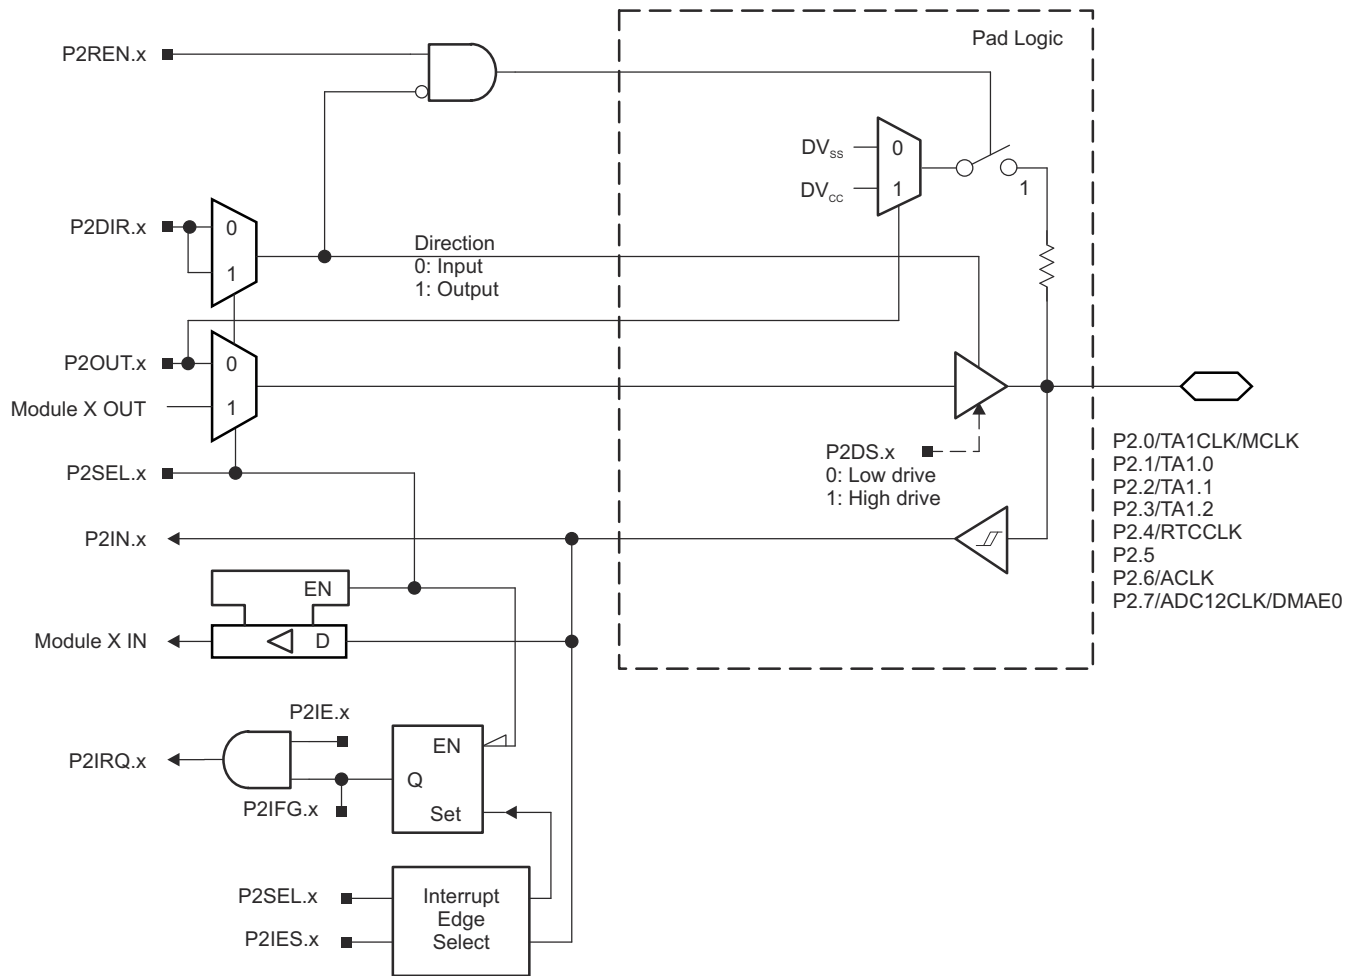 Pad Logic
P2REN.x
DVSS
0
DVCC
1
1
P2DIR.x
0
1
Direction
0: Input
1: Output
P2OUT.x
0
Module X OUT
1
P2SEL.x
P2DS.x
0: Low drive
1: High drive
P2.0/TA1CLK/MCLK
P2.1/TA1.0
P2.2/TA1.1
P2.3/TA1.2
P2.4/RTCCLK
P2.5
P2.6/ACLK
P2.7/ADC12CLK/DMAE0
P2IN.x
EN
Module X IN
D
P2IE.x
EN
P2IRQ.x
Q
P2IFG.x
Set
P2SEL.x
P2IES.x
Interrupt
Edge
Select